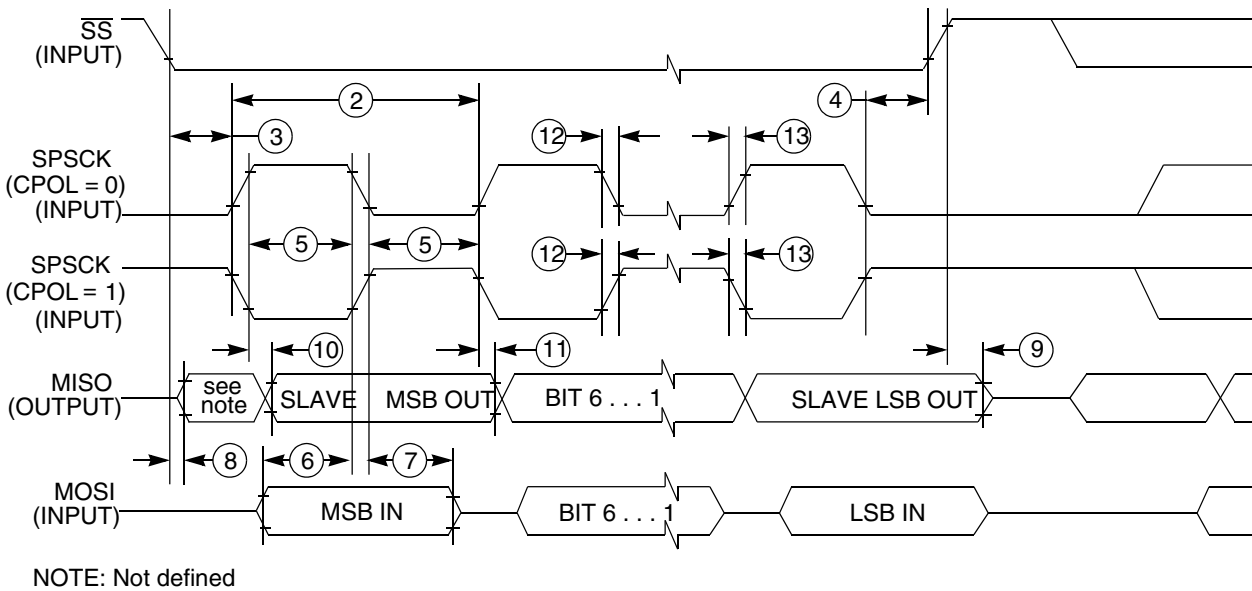 SS
(INPUT)
2
4
3
12
13
SPSCK
(CPOL = 0)
(INPUT)
5
5
12
13
SPSCK
(CPOL = 1)
(INPUT)
10
11
9
MISO
(OUTPUT)
see
note
SLAVE MSB OUT
BIT 6 . . . 1
SLAVE LSB OUT
8
6
7
MOSI
(INPUT)
MSB IN
BIT 6 . . . 1
LSB IN
NOTE: Not defined